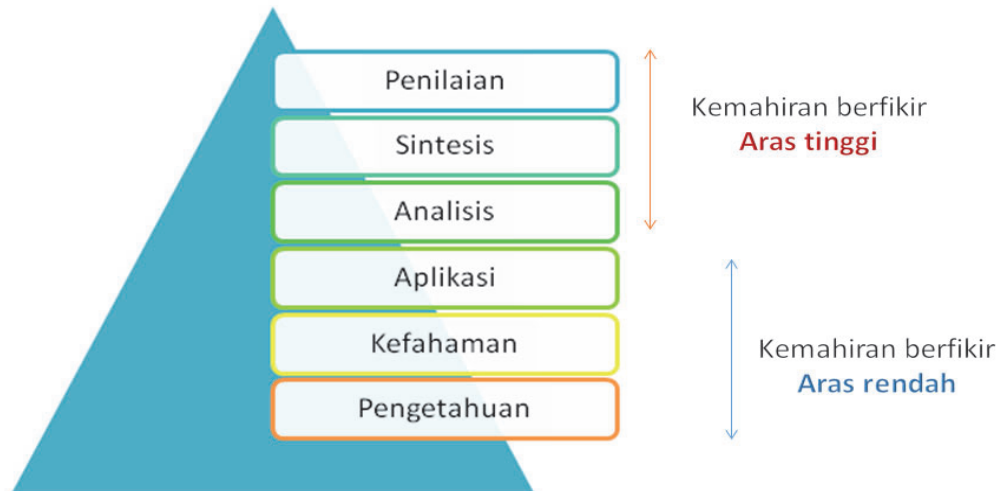 Penilaian
Sintesis
Analisis
Aplikasi
Kefahaman
Pengetahuan
Kemahiran berfikir
Aras tinggi
Kemahiran berfikir
Aras rendah